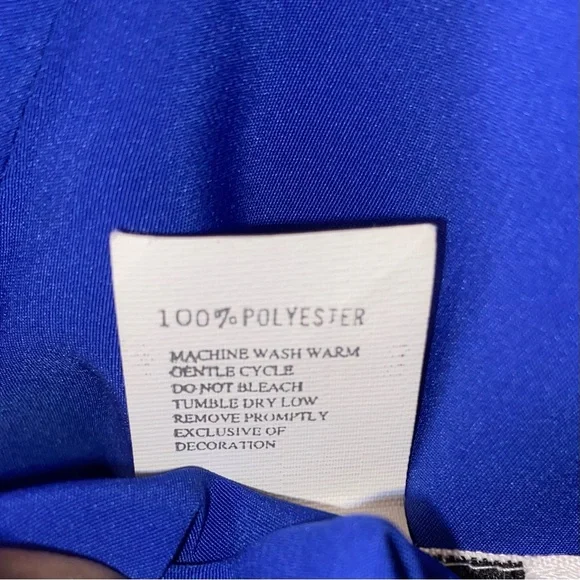 100% POLYESTER
MACHINE WASH WARM
GENTLE CYCLE
DO NOT BLEACH
TUMBLE DRY LOW
REMOVE PROMPTLY
EXCLUSIVE OF
DECORATION